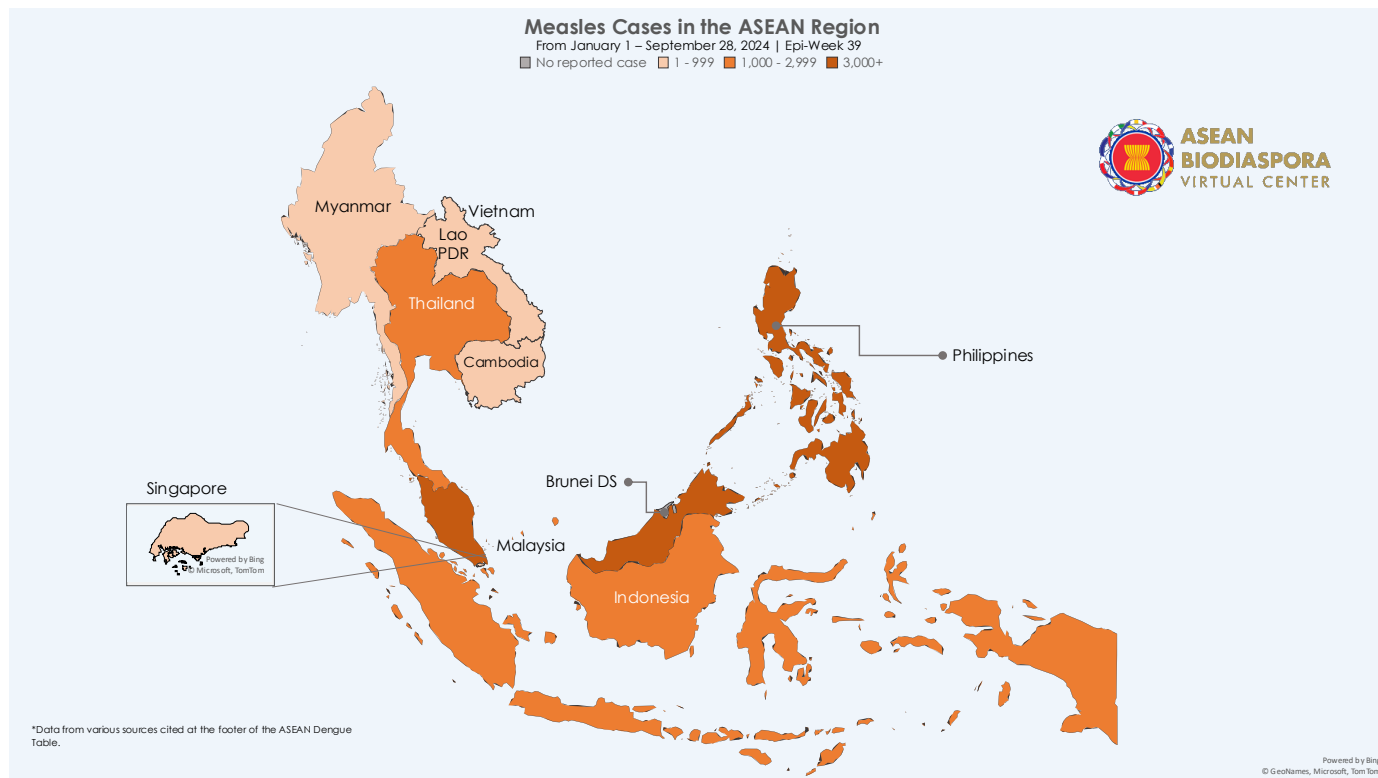 Measles Cases in the ASEAN Region
From January 1 – September 28, 2024 | Epi-Week 39
No reported case 1 - 999 1,000 - 2,999 3,000+
ASEAN
BIODIASPORA
VIRTUAL CENTER
Myanmar
Vietnam
Lao
PDR
Thailand
Cambodia
Philippines
Brunei DS
Singapore
Powered by Bing
© Microsoft, TomTom
Malaysia
Indonesia
*Data from various sources cited at the footer of the ASEAN Dengue
Table.
Powered by Bing
© GeoNames, Microsoft, TomTom